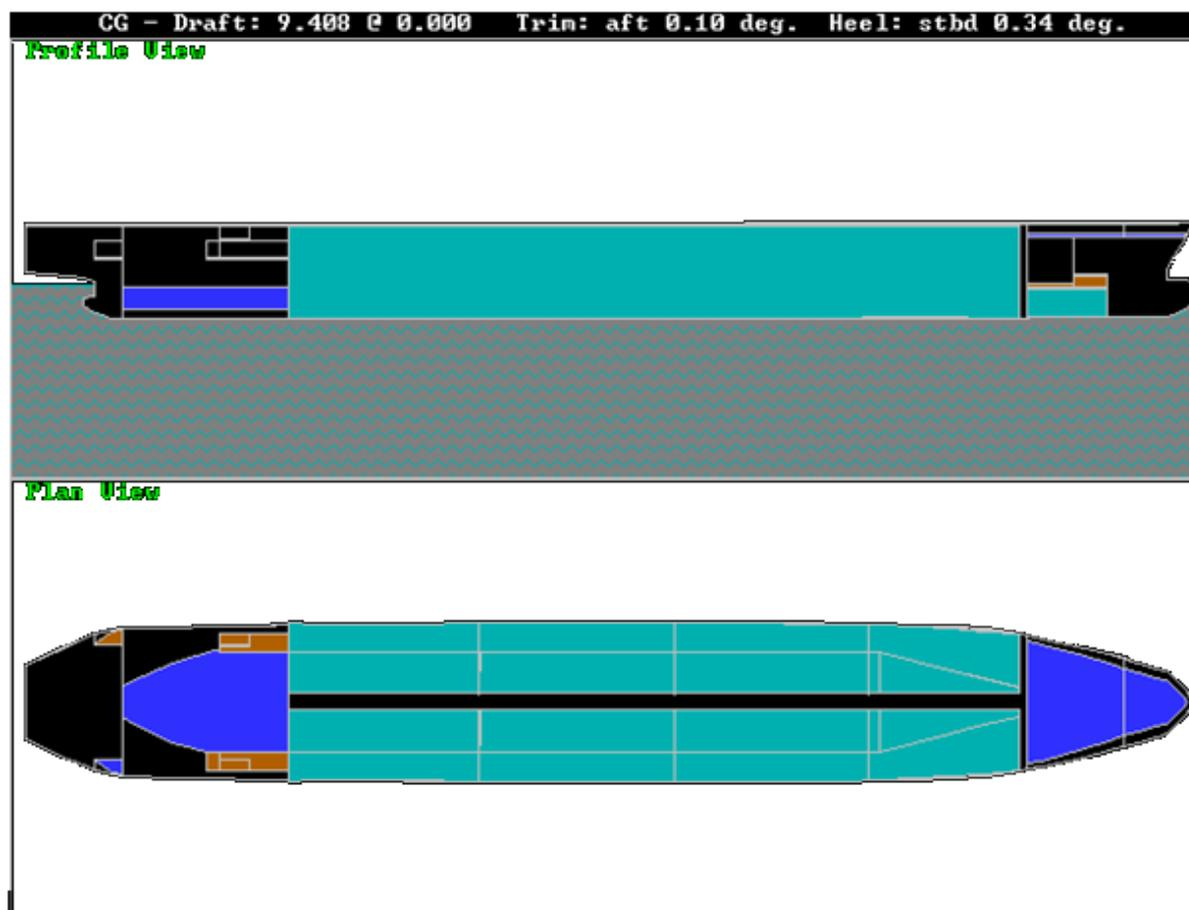 CG - Draft: 9.408 @ 0.000 Trim: aft 0.10 deg. Heel: stbd 0.34 deg.
Profile View
Plan View